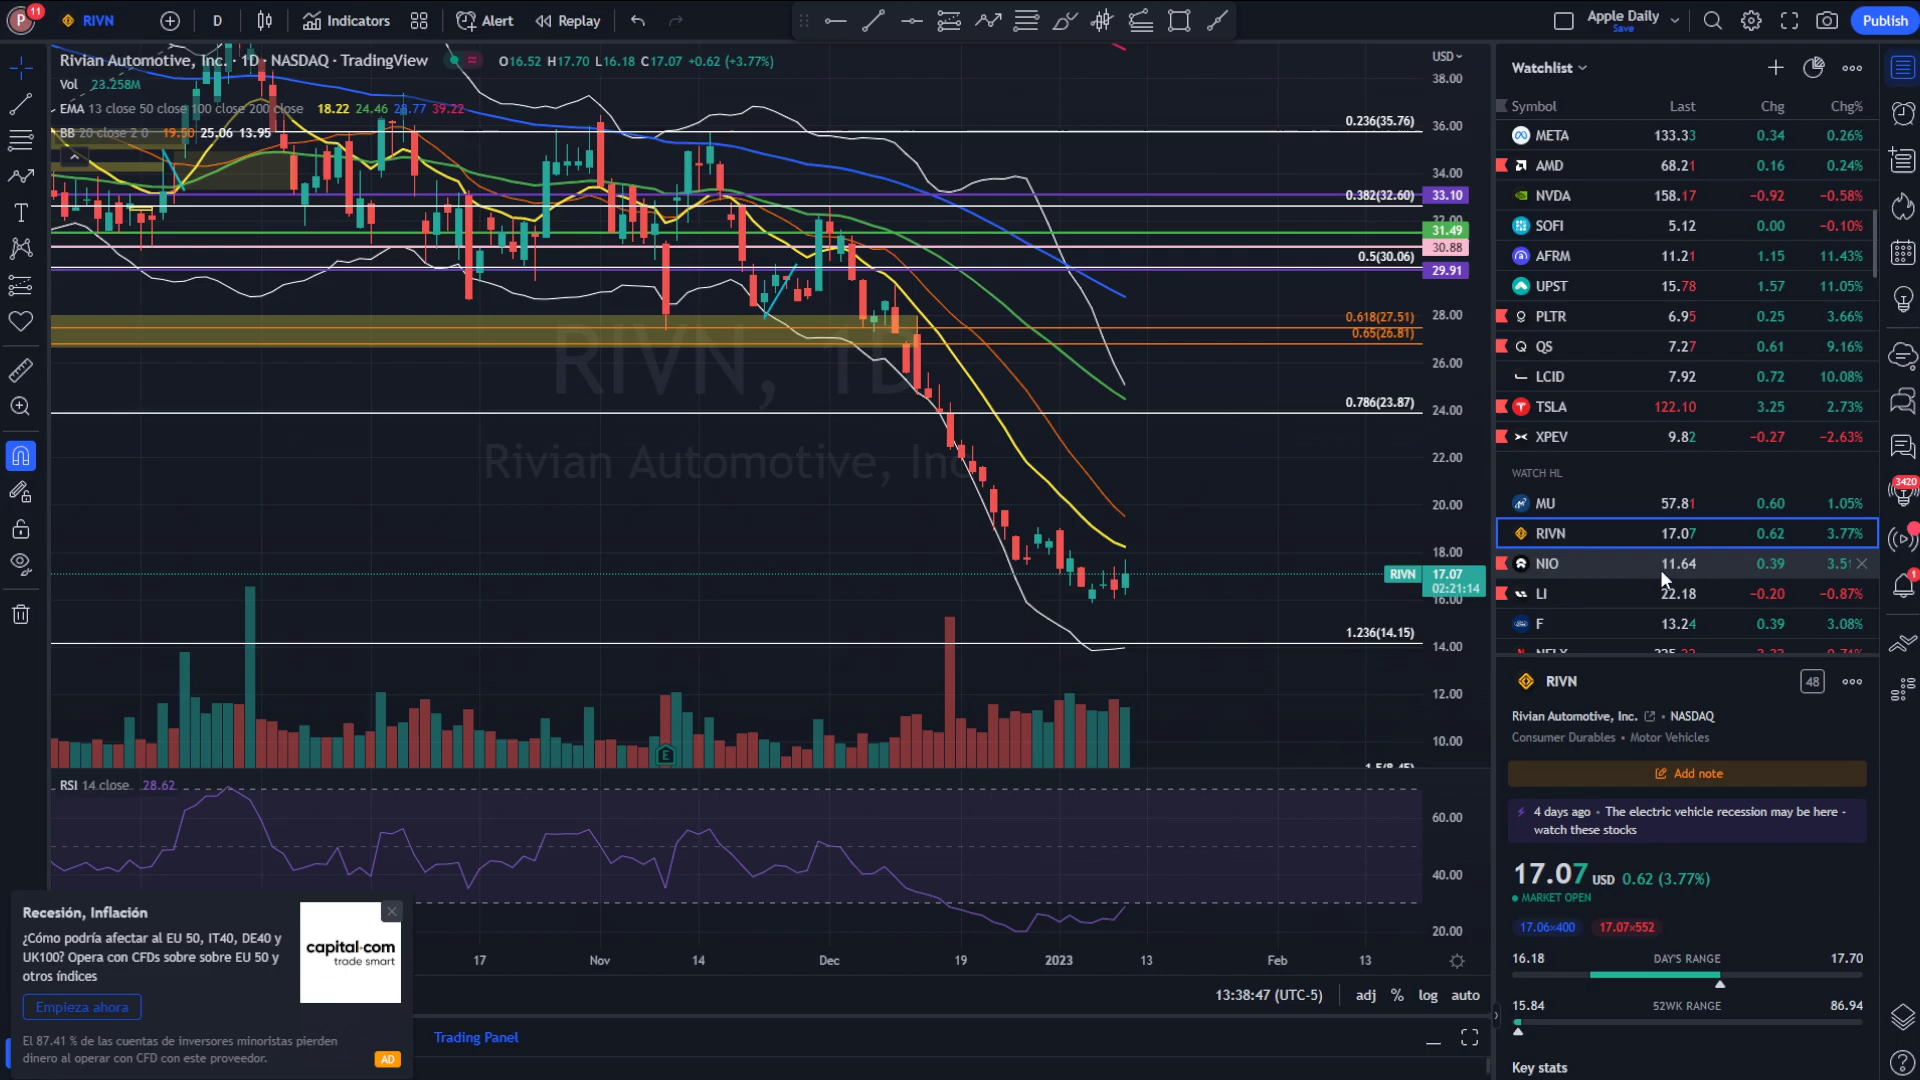 P 11 RIVN D Indicators Alert Replay Apple Daily Save Publish
Rivian Automotive, Inc. · 1D · NASDAQ · TradingView O16.52 H17.70 L16.18 C17.07 +0.62 (+3.77%)
Vol 23.258M
EMA 13 close 50 close 100 close 200 close 18.22 24.46 28.77 39.22
BB 20 close 2 0 19.50 25.06 13.95
RIVN, 1D
Rivian Automotive, Inc
USD
38.00
0.236(35.76)
36.00
34.00
0.382(32.60) 33.10
32.00
31.49
30.88
0.5(30.06)
29.91
28.00
0.618(27.51)
0.65(26.81)
26.00
0.786(23.87)
24.00
22.00
20.00
18.00
RIVN 17.07
02:21:14
16.00
1.236(14.15)
14.00
12.00
10.00
E
RSI 14 close 28.62
60.00
40.00
20.00
17 Nov 14 Dec 19 2023 13 Feb 13
13:38:47 (UTC-5) adj % log auto
Trading Panel
Recesión, Inflación
¿Cómo podría afectar al EU 50, IT40, DE40 y
UK100? Opera con CFDs sobre sobre EU 50 y
otros índices
Empieza ahora
capital.com
trade smart
El 87.41 % de las cuentas de inversores minoristas pierden
dinero al operar con CFD con este proveedor.
AD
Watchlist
Symbol Last Chg Chg%
META 133.33 0.34 0.26%
AMD 68.21 0.16 0.24%
NVDA 158.17 −0.92 −0.58%
SOFI 5.12 0.00 −0.10%
AFRM 11.21 1.15 11.43%
UPST 15.78 1.57 11.05%
PLTR 6.95 0.25 3.66%
QS 7.27 0.61 9.16%
LCID 7.92 0.72 10.08%
TSLA 122.10 3.25 2.73%
XPEV 9.82 −0.27 −2.63%
WATCH HL
MU 57.81 0.60 1.05%
RIVN 17.07 0.62 3.77%
NIO 11.64 0.39 3.5
LI 22.18 −0.20 −0.87%
F 13.24 0.39 3.08%
RIVN 48
Rivian Automotive, Inc. • NASDAQ
Consumer Durables • Motor Vehicles
Add note
4 days ago • The electric vehicle recession may be here -
watch these stocks
17.07 USD 0.62 (3.77%)
MARKET OPEN
17.06×400 17.07×552
16.18 DAY'S RANGE 17.70
15.84 52WK RANGE 86.94
Key stats
3420
1